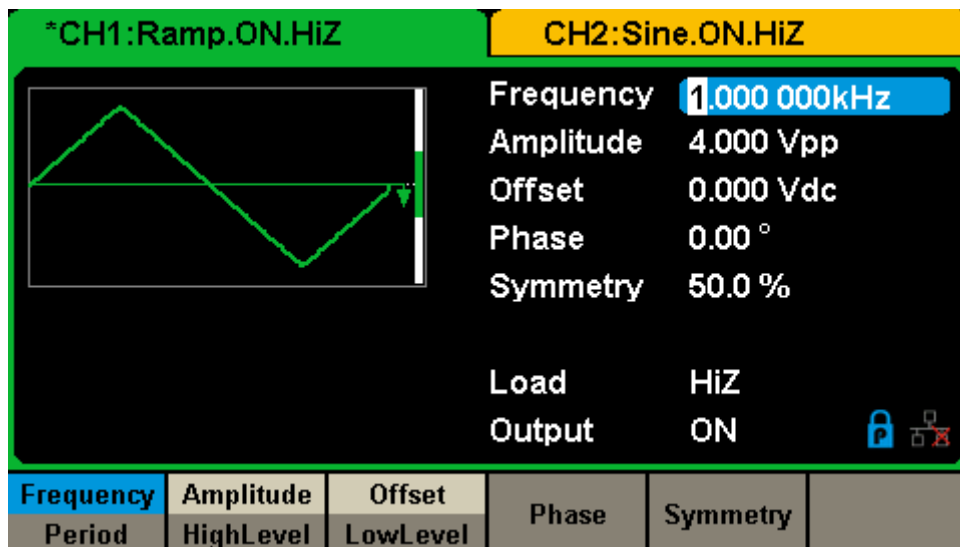 *CH1:Ramp.ON.HiZ CH2:Sine.ON.HiZ
Frequency 1.000 000kHz
Amplitude 4.000 Vpp
Offset 0.000 Vdc
Phase 0.00 °
Symmetry 50.0 %
Load HiZ
Output ON
P
Frequency Amplitude Offset Phase Symmetry
Period HighLevel LowLevel